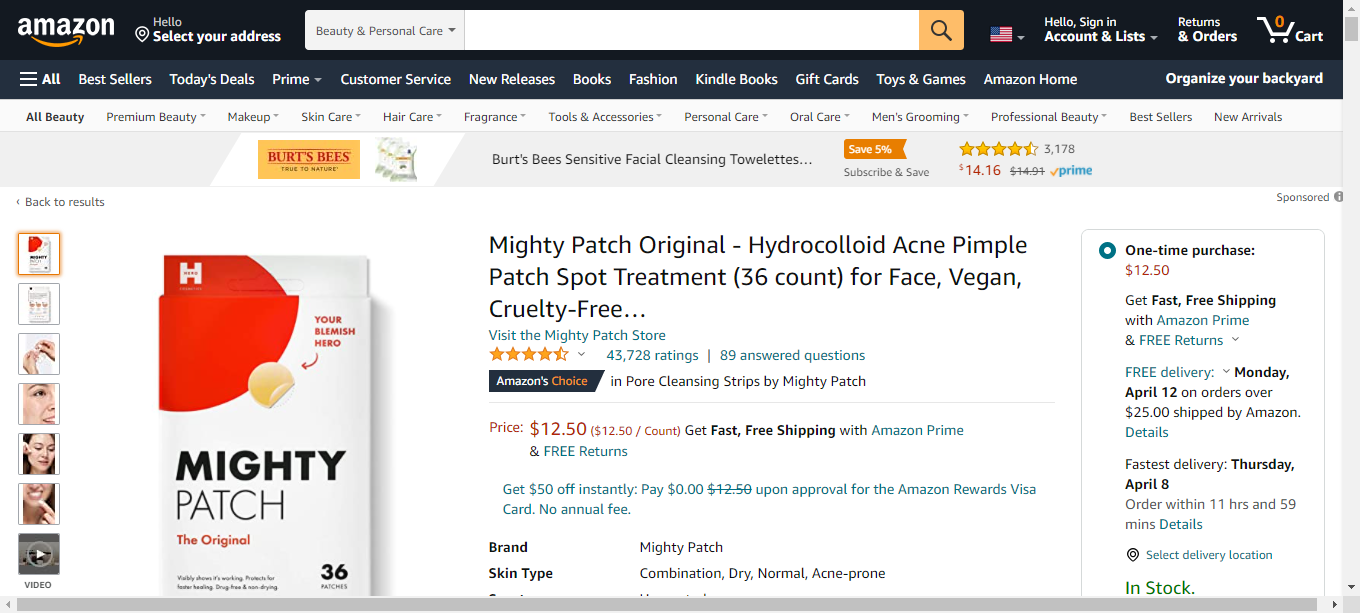 amazon
Hello
Select your address
Beauty & Personal Care
Hello, Sign in
Account & Lists
Returns
& Orders
0
Cart
All
Best Sellers
Today's Deals
Prime
Customer Service
New Releases
Books
Fashion
Kindle Books
Gift Cards
Toys & Games
Amazon Home
Organize your backyard
All Beauty
Premium Beauty
Makeup
Skin Care
Hair Care
Fragrance
Tools & Accessories
Personal Care
Oral Care
Men's Grooming
Professional Beauty
Best Sellers
New Arrivals
BURT'S BEES
TRUE TO NATURE
Burt's Bees Sensitive Facial Cleansing Towelettes…
Save 5%
Subscribe & Save
3,178
$14.16 $14.91 prime
Sponsored
‹ Back to results
H
HERO
COSMETICS
YOUR
BLEMISH
HERO
MIGHTY
PATCH
The Original
Visibly shows it's working. Protects for
faster healing. Drug-free & non-drying.
36
PATCHES
VIDEO
Mighty Patch Original - Hydrocolloid Acne Pimple
Patch Spot Treatment (36 count) for Face, Vegan,
Cruelty-Free…
Visit the Mighty Patch Store
43,728 ratings | 89 answered questions
Amazon's Choice in Pore Cleansing Strips by Mighty Patch
Price: $12.50 ($12.50 / Count) Get Fast, Free Shipping with Amazon Prime
& FREE Returns
Get $50 off instantly: Pay $0.00 $12.50 upon approval for the Amazon Rewards Visa
Card. No annual fee.
Brand Mighty Patch
Skin Type Combination, Dry, Normal, Acne-prone
One-time purchase:
$12.50
Get Fast, Free Shipping
with Amazon Prime
& FREE Returns
FREE delivery: Monday,
April 12 on orders over
$25.00 shipped by Amazon.
Details
Fastest delivery: Thursday,
April 8
Order within 11 hrs and 59
mins Details
Select delivery location
In Stock.